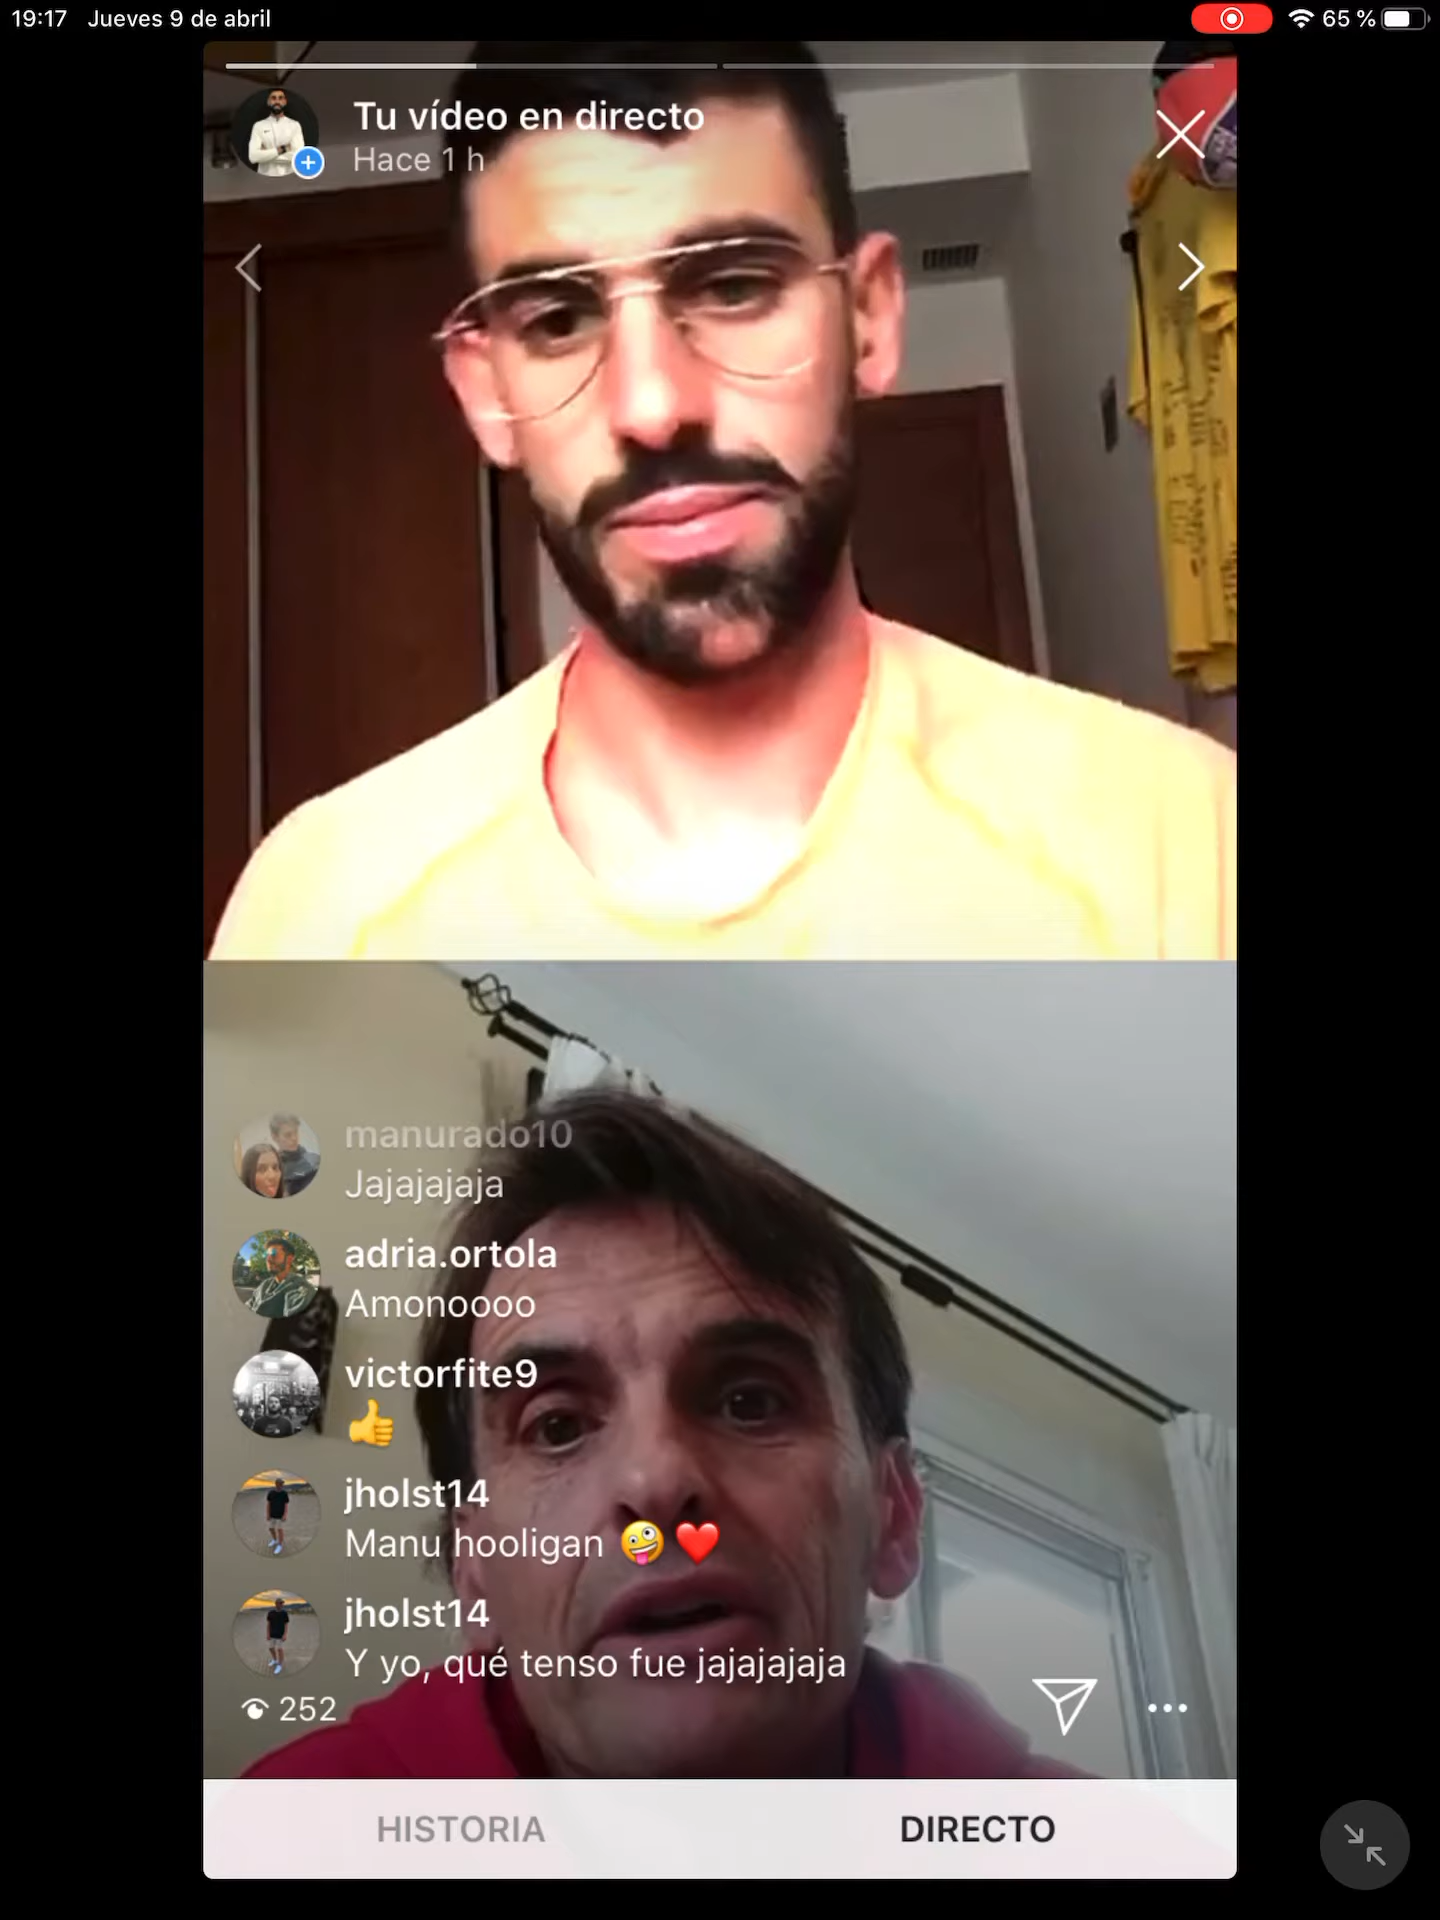 19:17 Jueves 9 de abril
65 %
Tu vídeo en directo
Hace 1 h
manurado10
Jajajajaja
adria.ortola
Amonoooo
victorfite9
👍
jholst14
Manu hooligan 🤪❤️
jholst14
Y yo, qué tenso fue jajajajaja
252
HISTORIA
DIRECTO